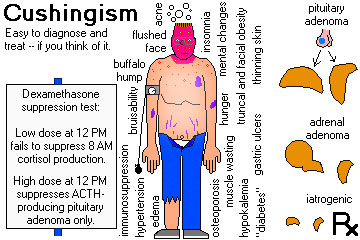 Cushingism
Easy to diagnose and
treat -- if you think of it.
acne
flushed
face
buffalo
hump
brusability
immunosuppression
hypertension
edema
insomnia
mental changes
truncal and facial obesity
thinning skin
hunger
gastric ulcers
muscle wasting
osteoporosis
hypokalemia
"diabetes"
Dexamethasone
suppression test:
Low dose at 12 PM
fails to suppress 8 AM
cortisol production.
High dose at 12 PM
suppresses ACTH-
producing pituitary
adenoma only.
pituitary
adenoma
adrenal
adenoma
iatrogenic
Rx